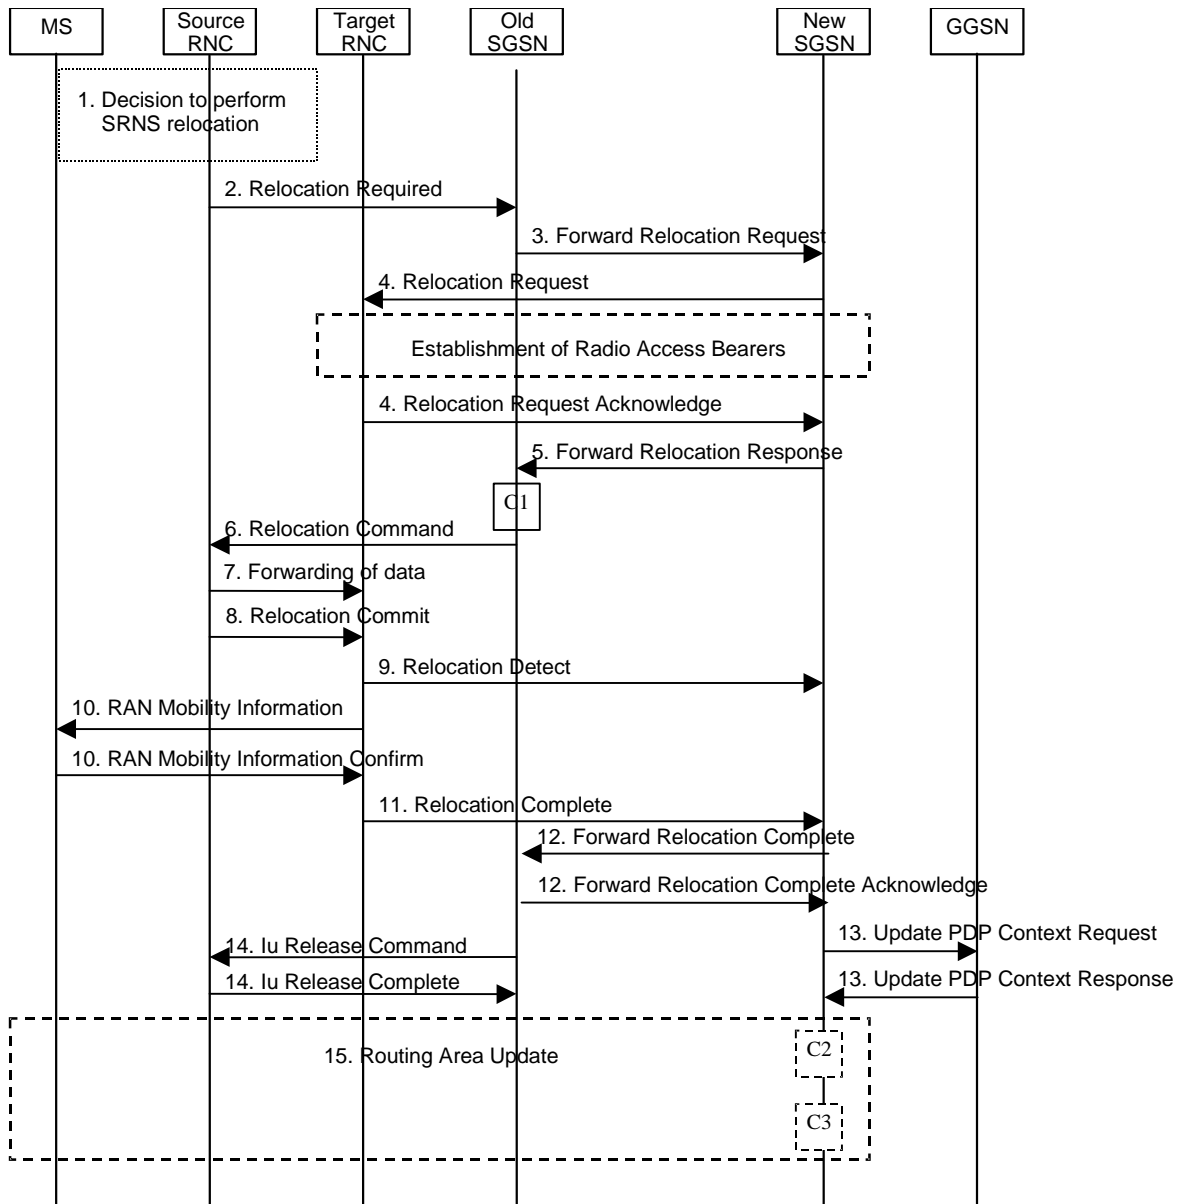 MS
Source
RNC
Target
RNC
Old
SGSN
New
SGSN
GGSN
1. Decision to perform
SRNS relocation
2. Relocation Required
3. Forward Relocation Request
4. Relocation Request
Establishment of Radio Access Bearers
4. Relocation Request Acknowledge
5. Forward Relocation Response
C1
6. Relocation Command
7. Forwarding of data
8. Relocation Commit
9. Relocation Detect
10. RAN Mobility Information
10. RAN Mobility Information Confirm
11. Relocation Complete
12. Forward Relocation Complete
12. Forward Relocation Complete Acknowledge
13. Update PDP Context Request
14. Iu Release Command
13. Update PDP Context Response
14. Iu Release Complete
15. Routing Area Update
C2
C3